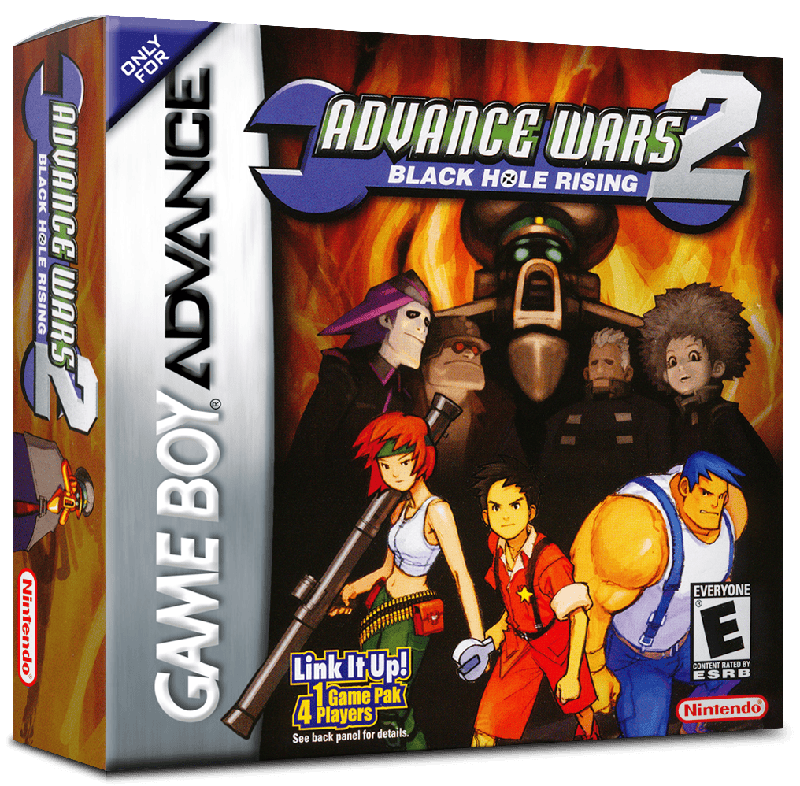 ADVANCE WARS 2
BLACK HOLE RISING
Nintendo®
ONLY
FOR
GAME BOY ADVANCE
®
ADVANCE WARS 2™
BLACK HOLE RISING
Link It Up!
1 Game Pak
4 Players
See back panel for details.
EVERYONE
E
®
CONTENT RATED BY
ESRB
Nintendo®